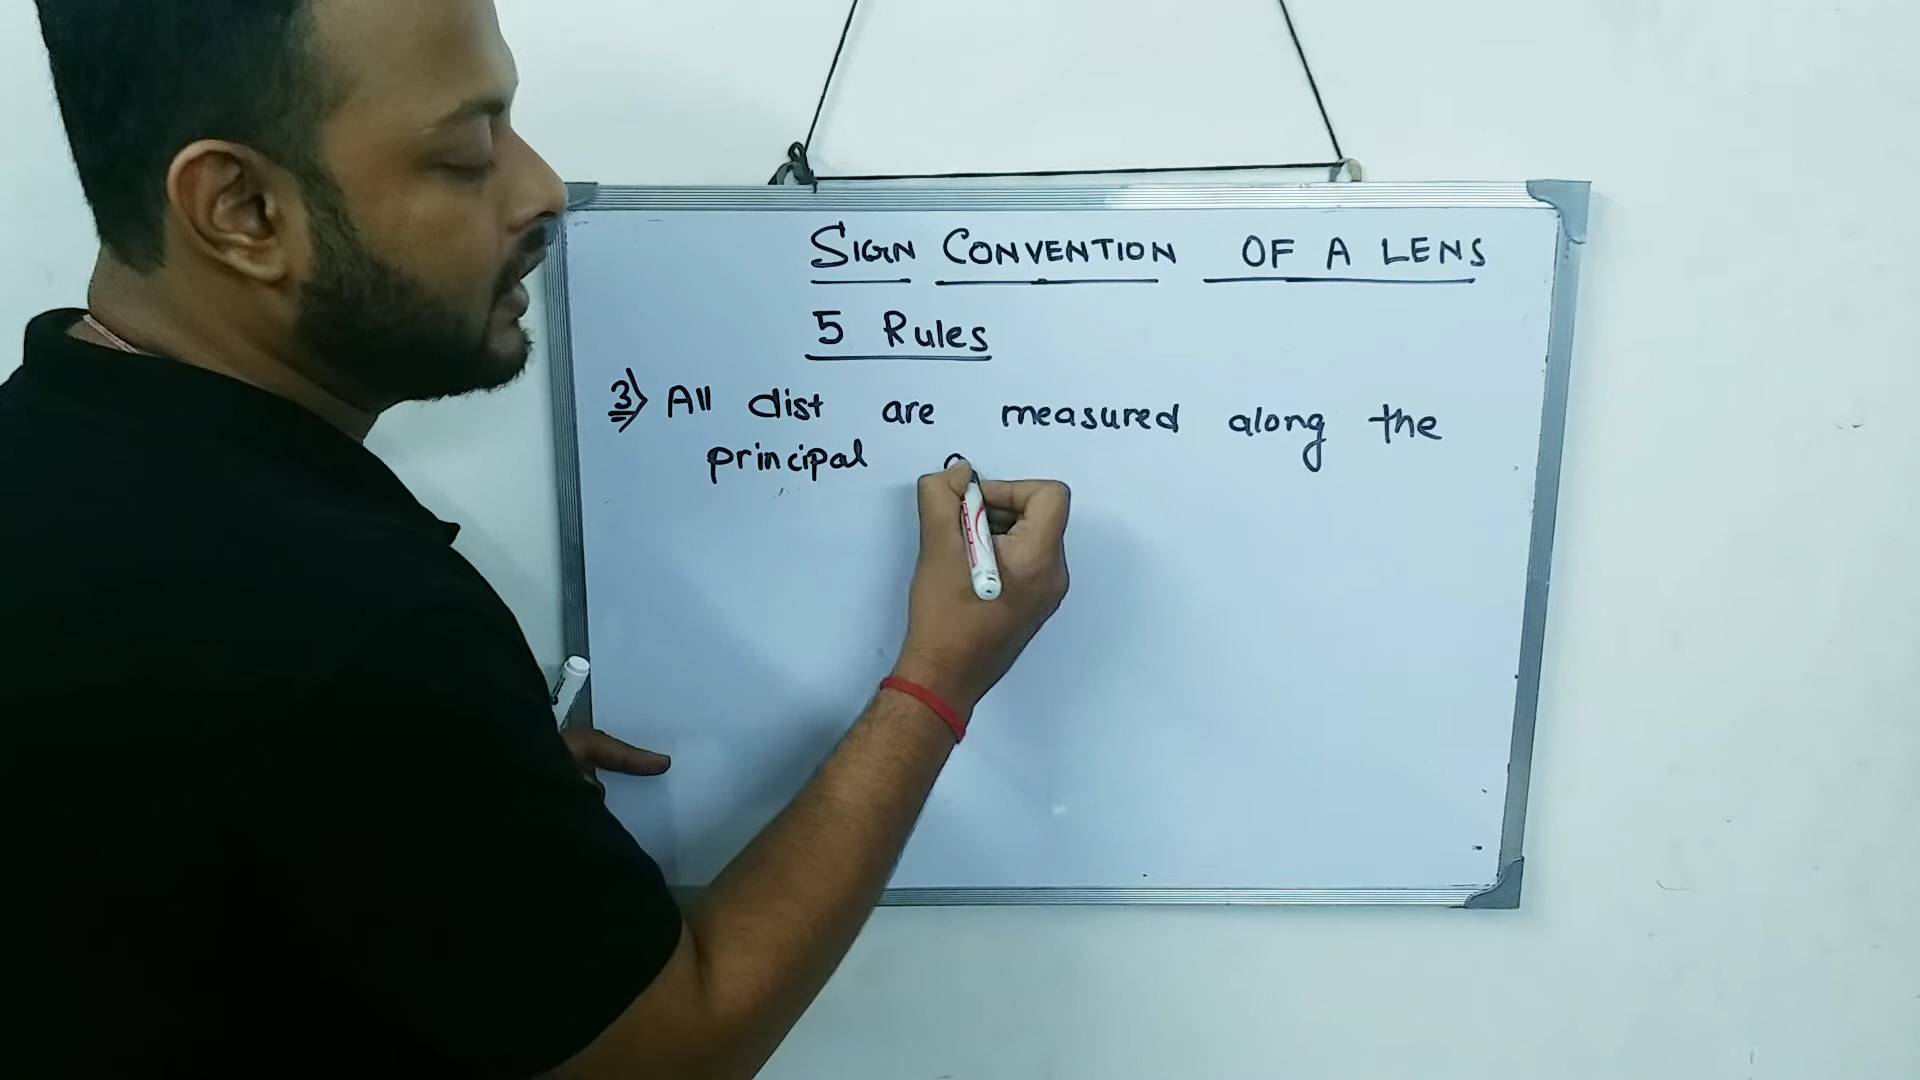 SIGN CONVENTION OF A LENS
5 Rules
3) All dist are measured along the
principal